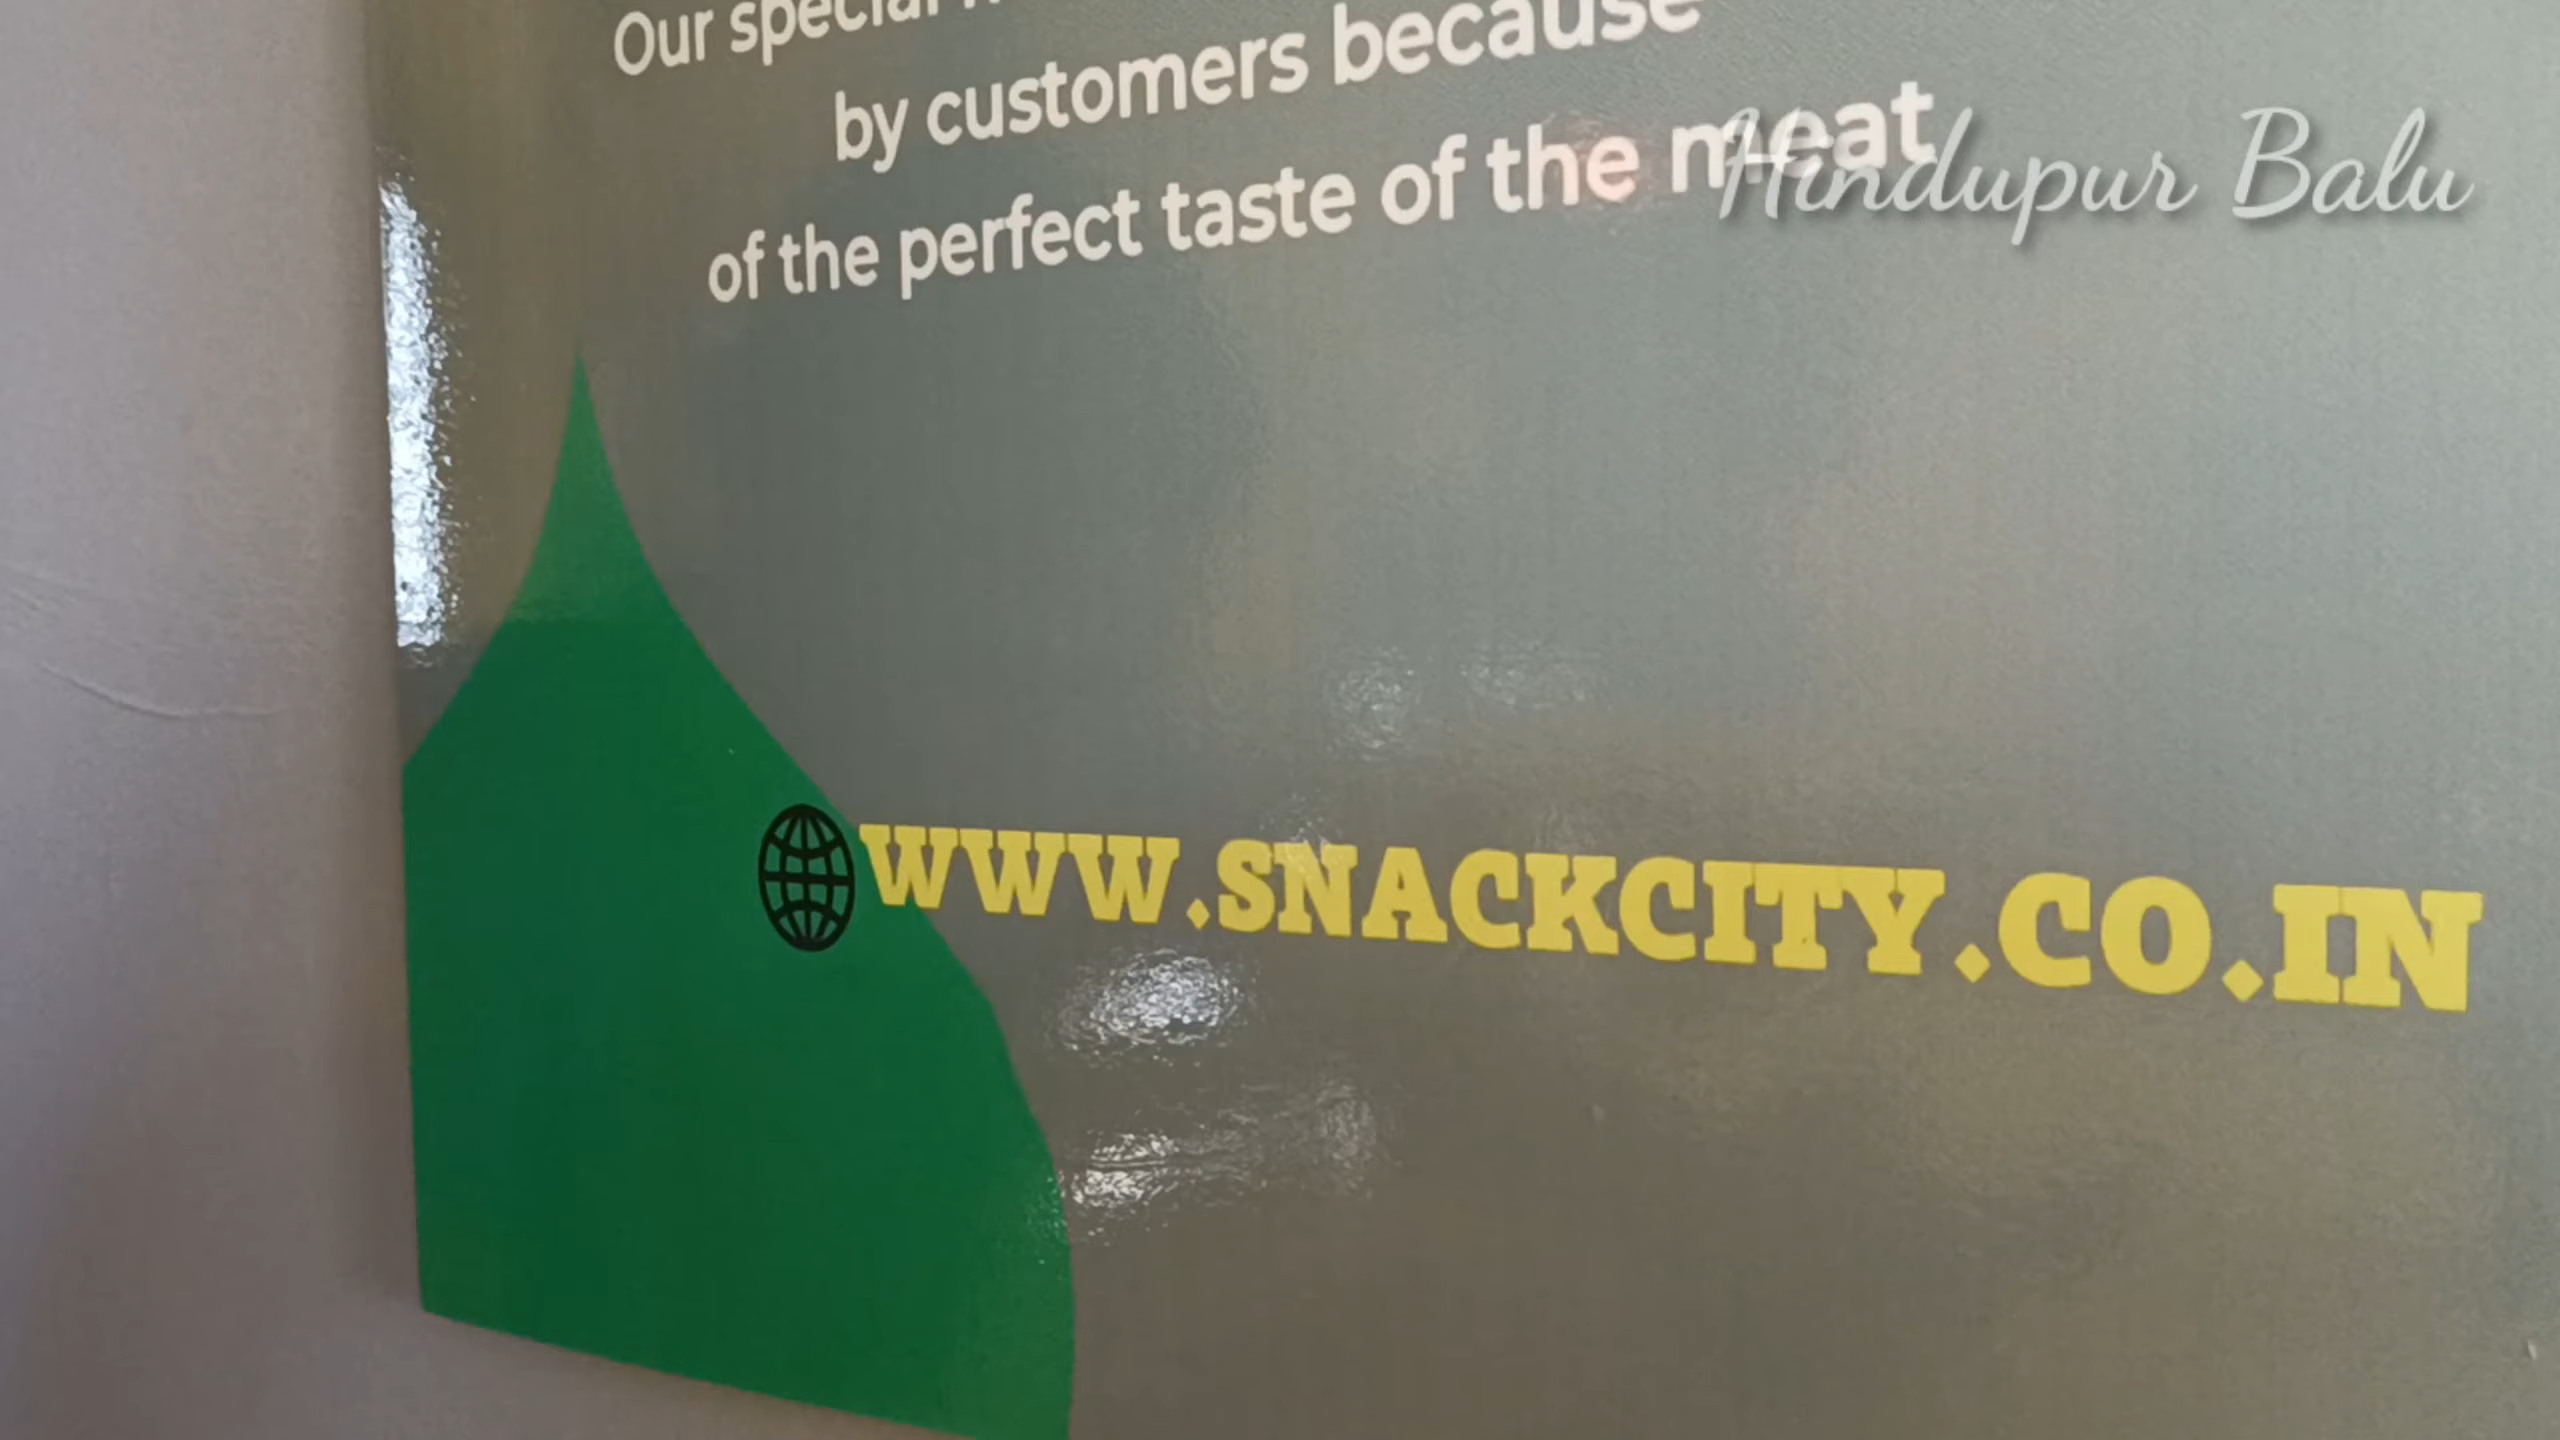 Our special
by customers because
of the perfect taste of the meat
Hindupur Balu
WWW.SNACKCITY.CO.IN